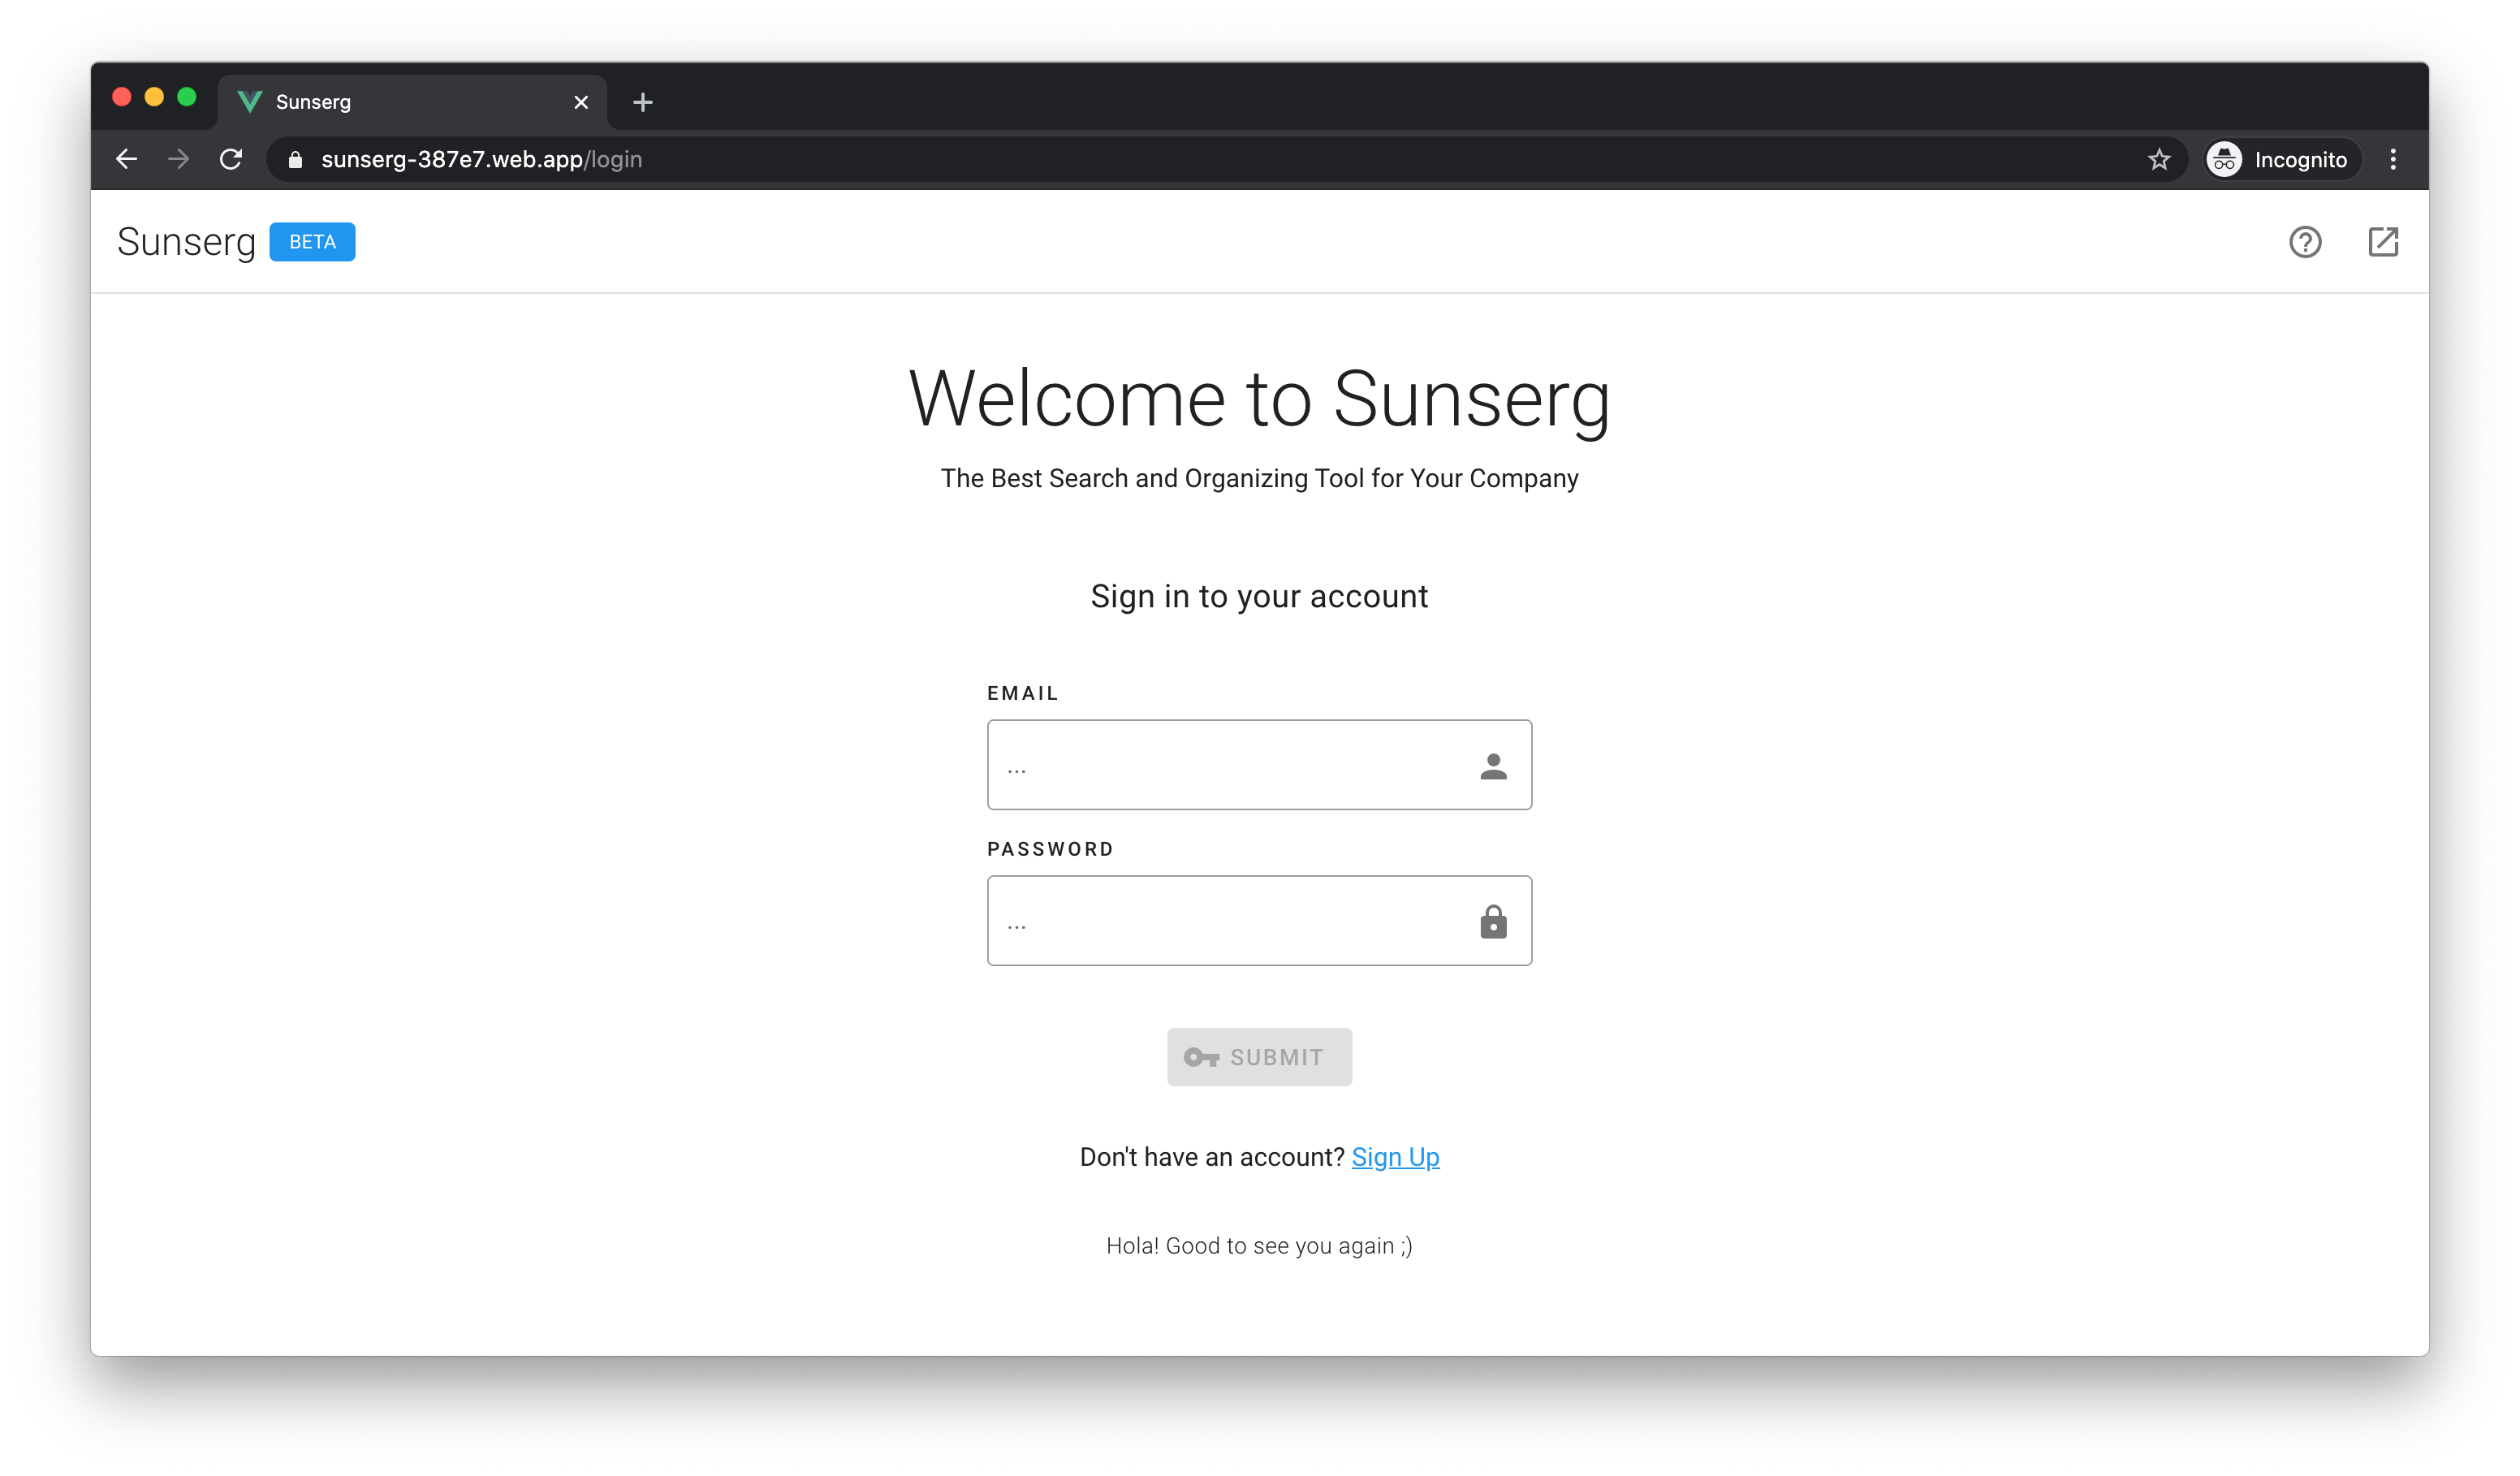 Sunserg
sunserg-387e7.web.app/login
Incognito
Sunserg BETA
Welcome to Sunserg
The Best Search and Organizing Tool for Your Company
Sign in to your account
EMAIL
...
PASSWORD
...
SUBMIT
Don't have an account? Sign Up
Hola! Good to see you again ;)